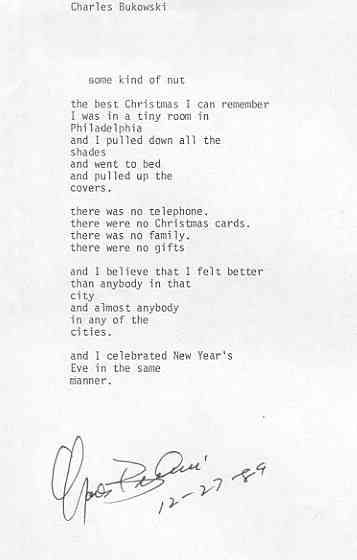 Charles Bukowski
some kind of nut
the best Christmas I can remember
I was in a tiny room in
Philadelphia
and I pulled down all the
shades
and went to bed
and pulled up the
covers.
there was no telephone.
there were no Christmas cards.
there was no family.
there were no gifts
and I believe that I felt better
than anybody in that
city
and almost anybody
in any of the
cities.
and I celebrated New Year's
Eve in the same
manner.
12-27-89